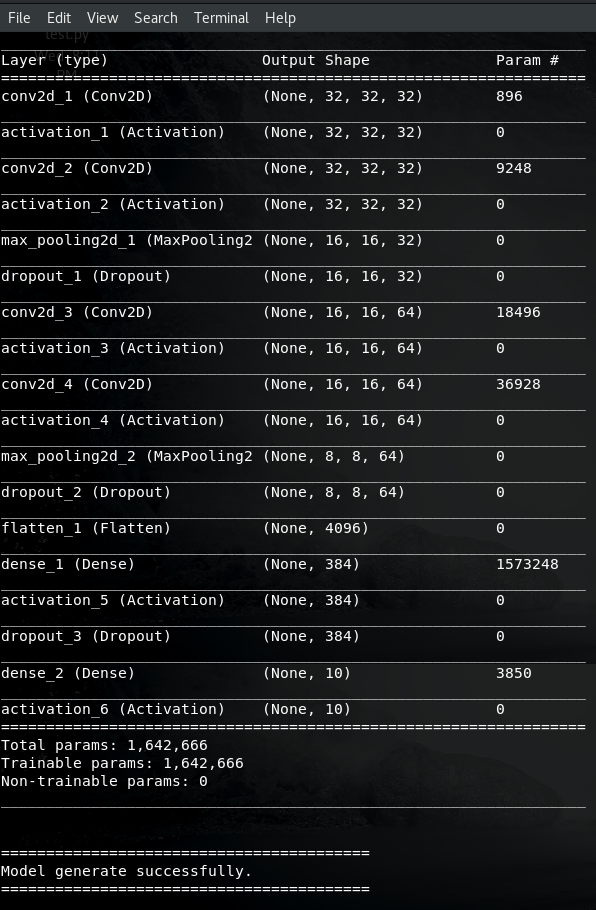 File Edit View Search Terminal Help
test.py
_________________________________________________________________
Layer (type)                 Output Shape              Param #
=================================================================
conv2d_1 (Conv2D)            (None, 32, 32, 32)        896
_________________________________________________________________
activation_1 (Activation)    (None, 32, 32, 32)        0
_________________________________________________________________
conv2d_2 (Conv2D)            (None, 32, 32, 32)        9248
_________________________________________________________________
activation_2 (Activation)    (None, 32, 32, 32)        0
_________________________________________________________________
max_pooling2d_1 (MaxPooling2 (None, 16, 16, 32)        0
_________________________________________________________________
dropout_1 (Dropout)          (None, 16, 16, 32)        0
_________________________________________________________________
conv2d_3 (Conv2D)            (None, 16, 16, 64)        18496
_________________________________________________________________
activation_3 (Activation)    (None, 16, 16, 64)        0
_________________________________________________________________
conv2d_4 (Conv2D)            (None, 16, 16, 64)        36928
_________________________________________________________________
activation_4 (Activation)    (None, 16, 16, 64)        0
_________________________________________________________________
max_pooling2d_2 (MaxPooling2 (None, 8, 8, 64)          0
_________________________________________________________________
dropout_2 (Dropout)          (None, 8, 8, 64)          0
_________________________________________________________________
flatten_1 (Flatten)          (None, 4096)              0
_________________________________________________________________
dense_1 (Dense)              (None, 384)               1573248
_________________________________________________________________
activation_5 (Activation)    (None, 384)               0
_________________________________________________________________
dropout_3 (Dropout)          (None, 384)               0
_________________________________________________________________
dense_2 (Dense)              (None, 10)                3850
_________________________________________________________________
activation_6 (Activation)    (None, 10)                0
=================================================================
Total params: 1,642,666
Trainable params: 1,642,666
Non-trainable params: 0
_________________________________________________________________
=========================================
Model generate successfully.
=========================================